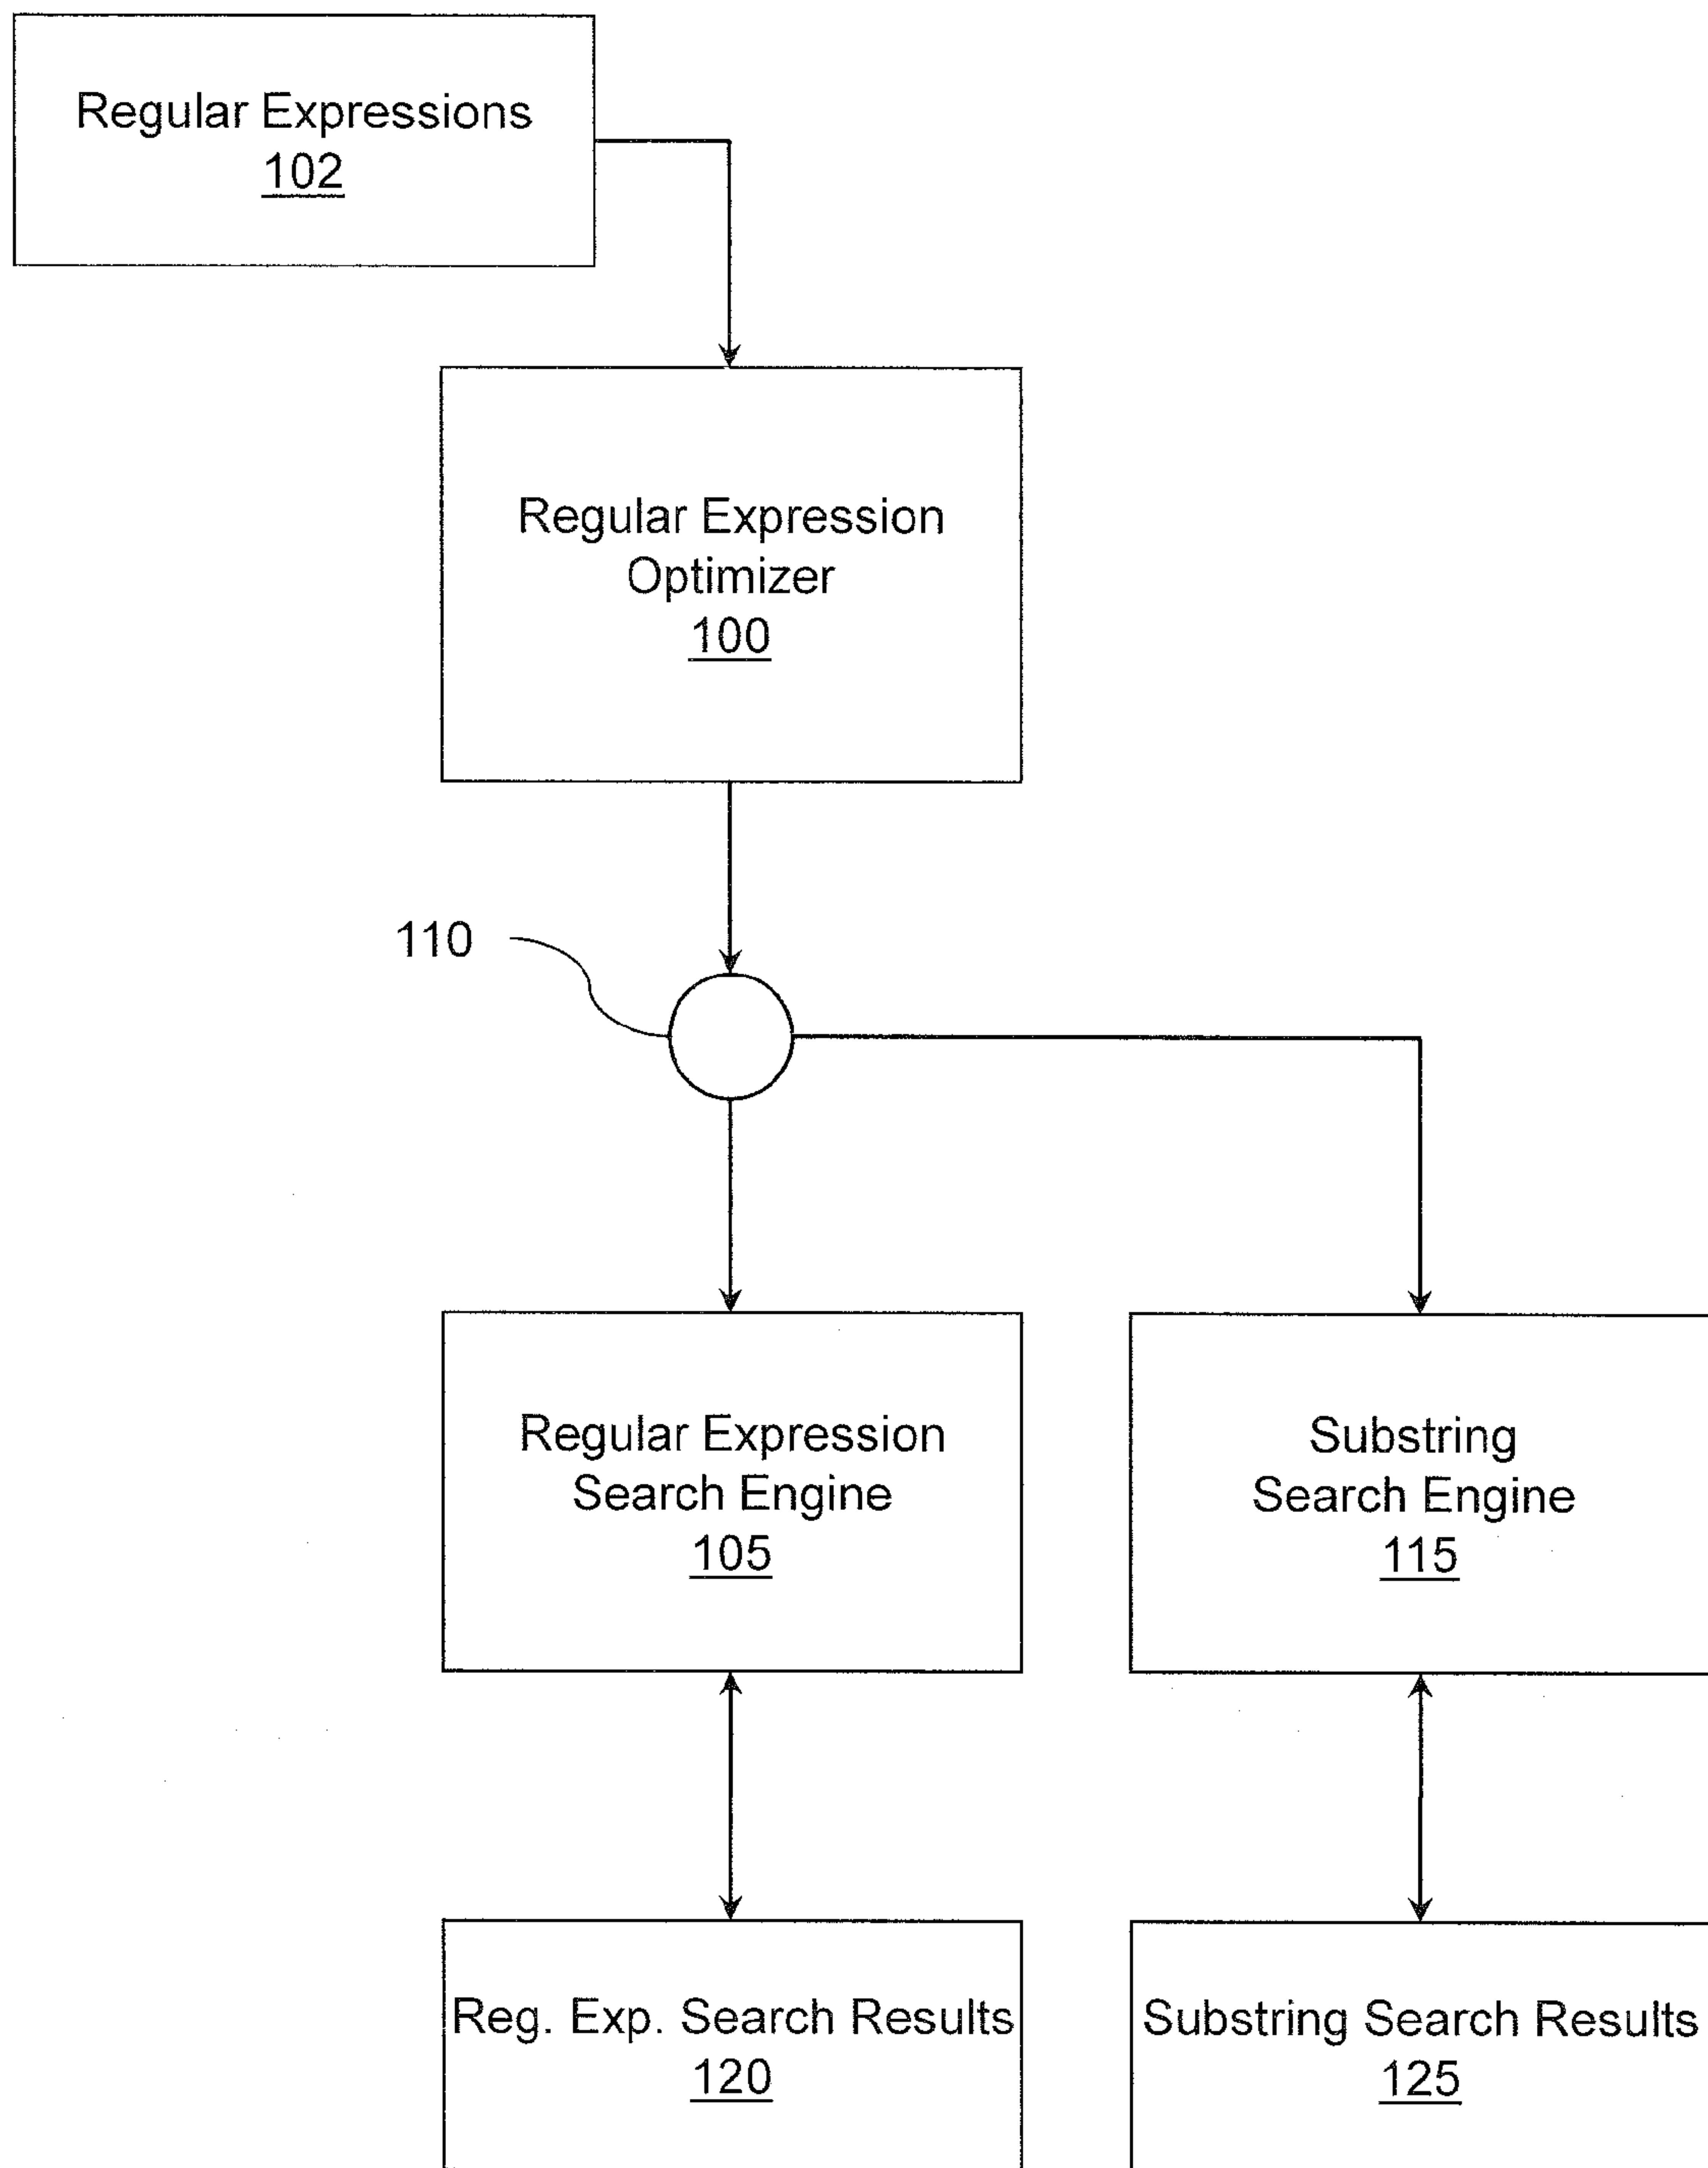 Regular Expressions
102
Regular Expression
Optimizer
100
110
Regular Expression
Search Engine
105
Substring
Search Engine
115
Reg. Exp. Search Results
120
Substring Search Results
125